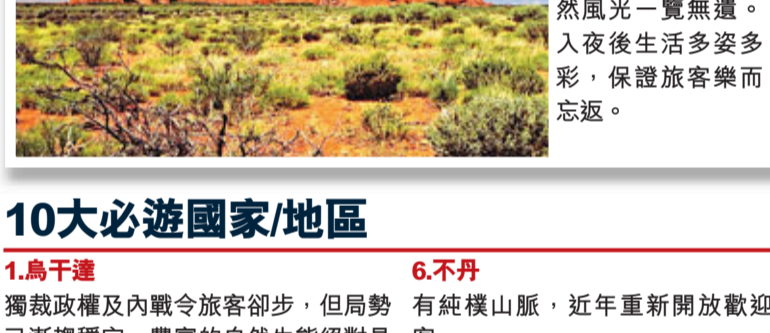 然風光一覽無遺。
入夜後生活多姿多
彩，保證旅客樂而
忘返。
10大必遊國家/地區
1.烏干達
獨裁政權及內戰令旅客卻步，但局勢
6.不丹
有純樸山脈，近年重新開放歡迎